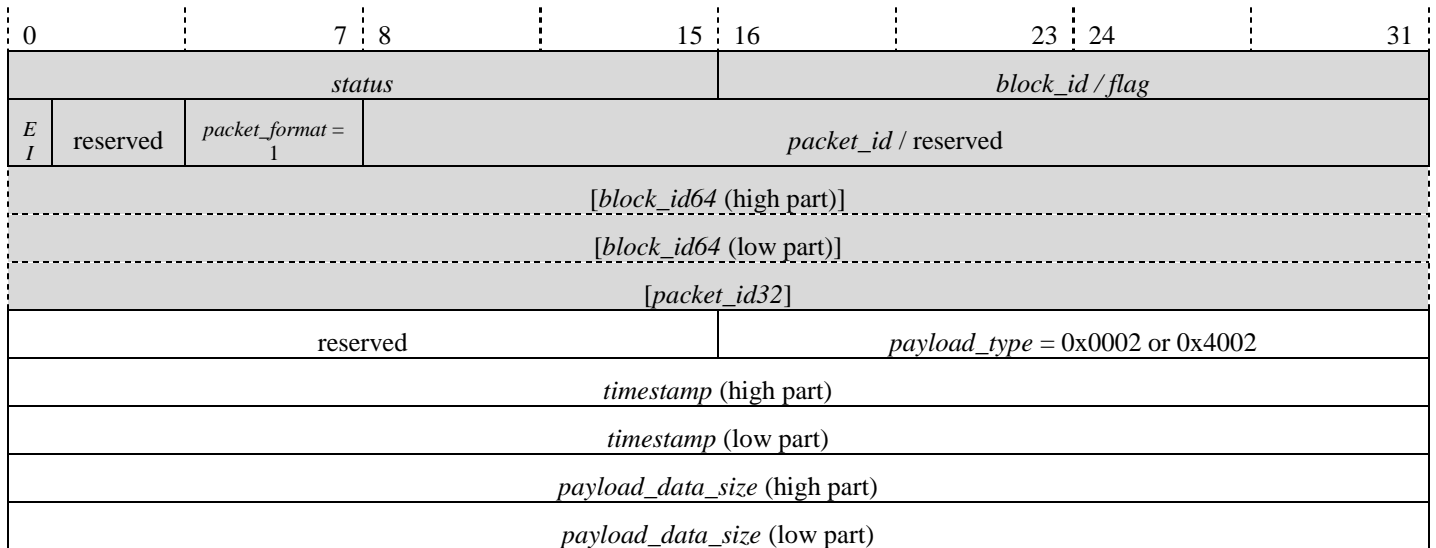 0 7 8 15 16 23 24 31
status block_id / flag
E I reserved packet_format = 1 packet_id / reserved
[block_id64 (high part)]
[block_id64 (low part)]
[packet_id32]
reserved payload_type = 0x0002 or 0x4002
timestamp (high part)
timestamp (low part)
payload_data_size (high part)
payload_data_size (low part)